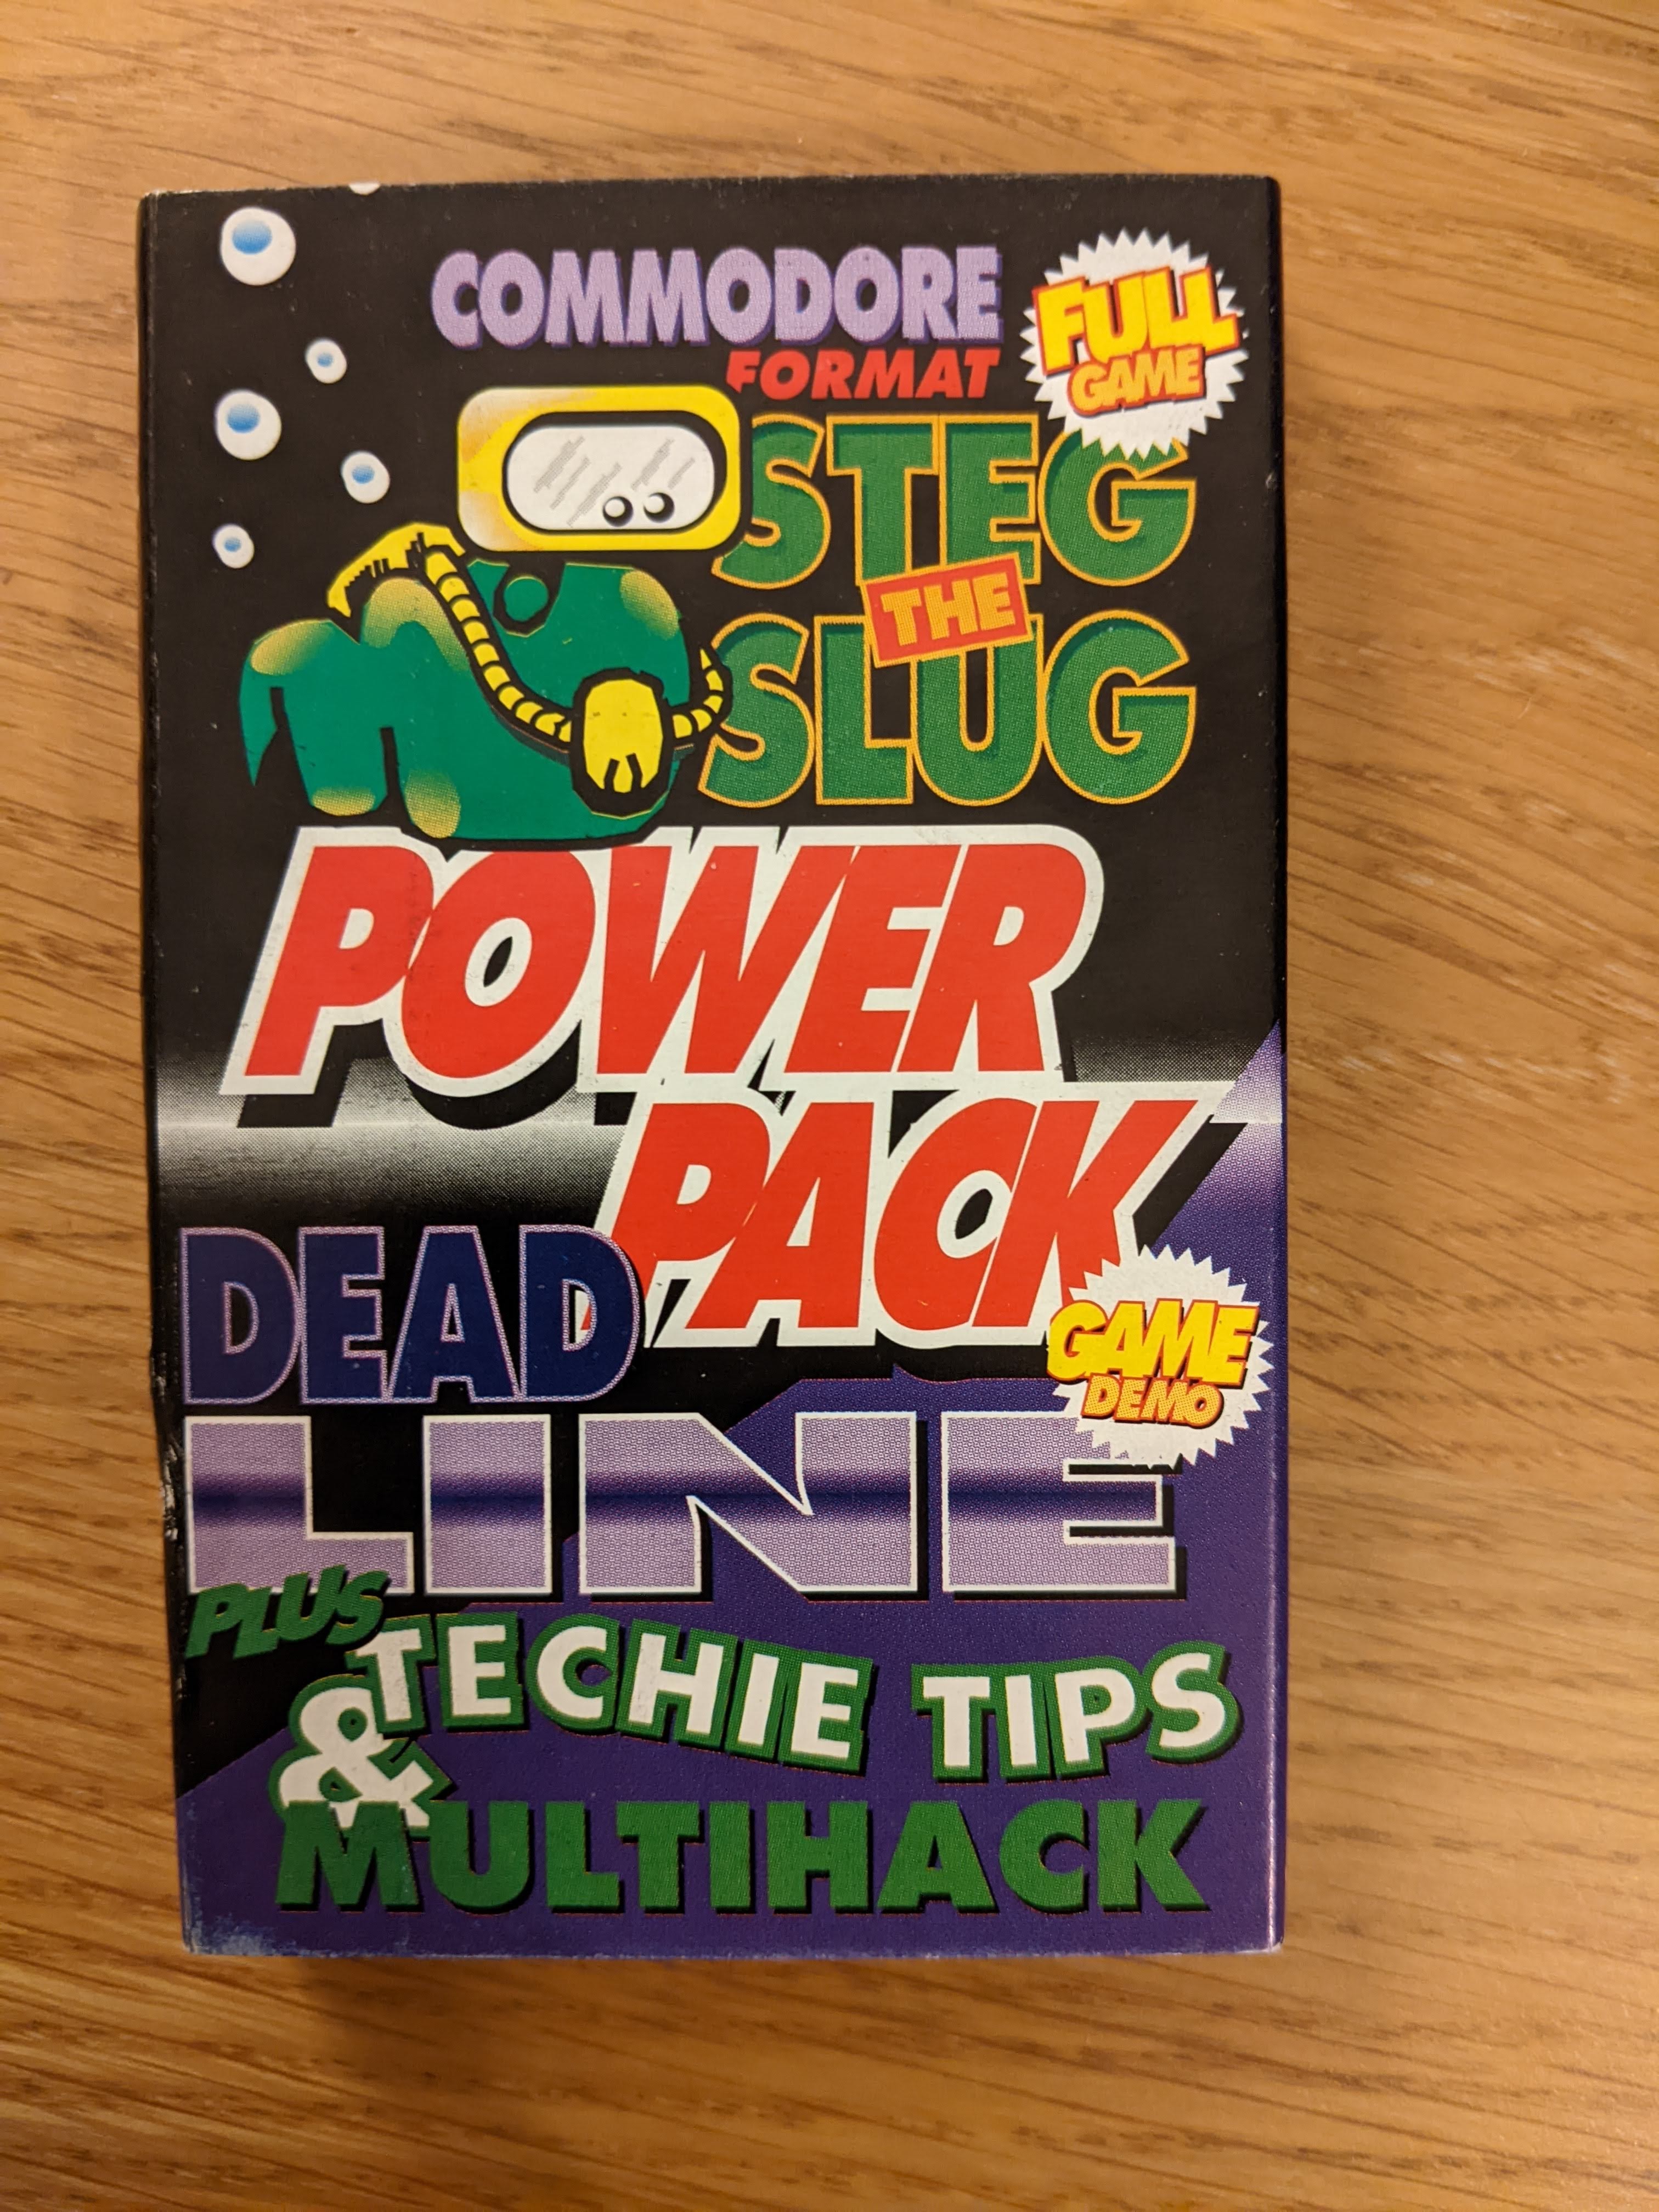 COMMODORE
FORMAT
FULL
GAME
STEG
THE
SLUG
POWER
PACK
DEAD
LINE
GAME
DEMO
PLUS
TECHIE TIPS
&
MULTIHACK